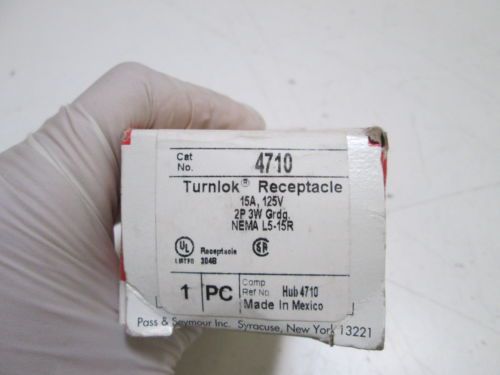 Cat No. 4710
Turnlok® Receptacle
15A, 125V
2P 3W Grdg.
NEMA L5-15R
UL LISTED Receptacle 304B
1 PC Comp Ref No. Hub 4710
Made In Mexico
Pass & Seymour Inc. Syracuse, New York 13221